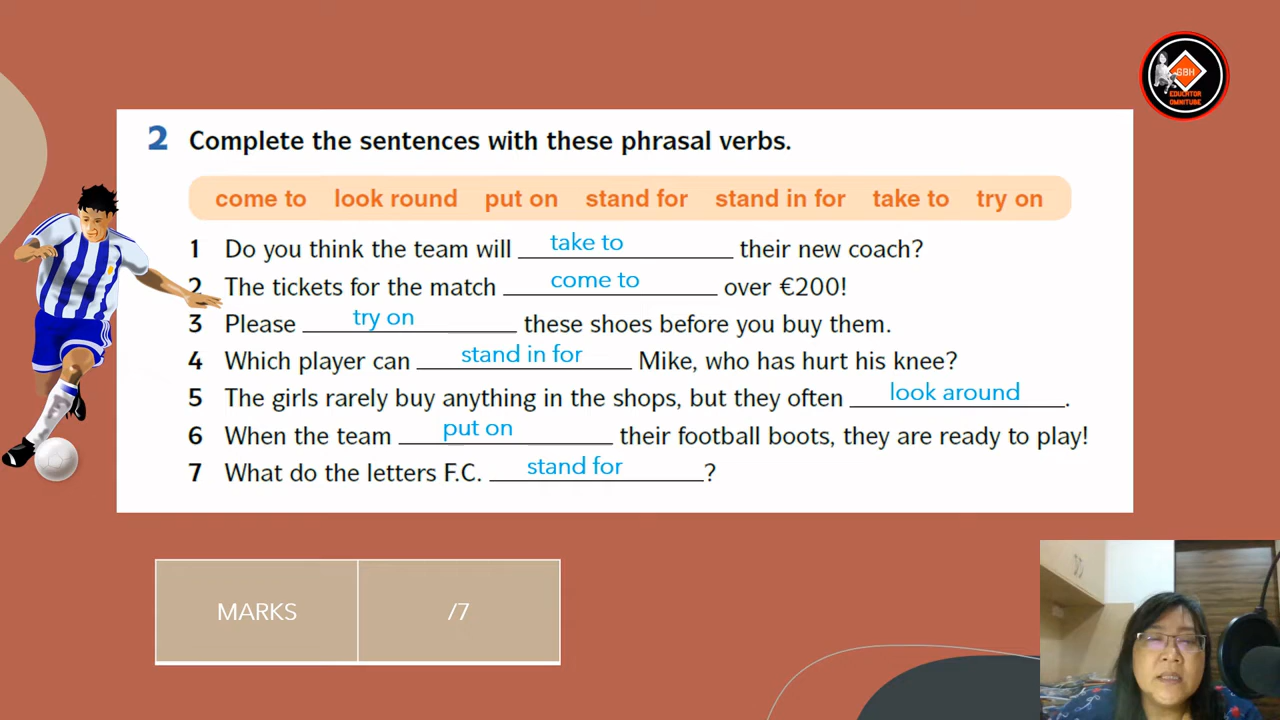 GBH
EDUCATOR
OMNITUBE
2 Complete the sentences with these phrasal verbs.
come to look round put on stand for stand in for take to try on
1 Do you think the team will take to their new coach?
2 The tickets for the match come to over €200!
3 Please try on these shoes before you buy them.
4 Which player can stand in for Mike, who has hurt his knee?
5 The girls rarely buy anything in the shops, but they often look around.
6 When the team put on their football boots, they are ready to play!
7 What do the letters F.C. stand for?
MARKS /7